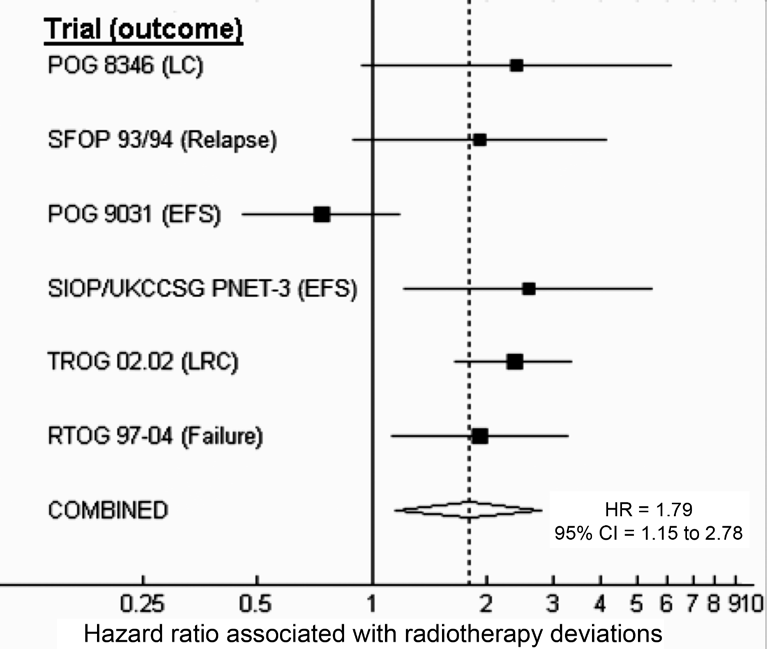 Trial (outcome)
POG 8346 (LC)
SFOP 93/94 (Relapse)
POG 9031 (EFS)
SIOP/UKCCSG PNET-3 (EFS)
TROG 02.02 (LRC)
RTOG 97-04 (Failure)
COMBINED
HR = 1.79
95% CI = 1.15 to 2.78
0.25 0.5 1 2 3 4 5 6 7 8 9 10
Hazard ratio associated with radiotherapy deviations